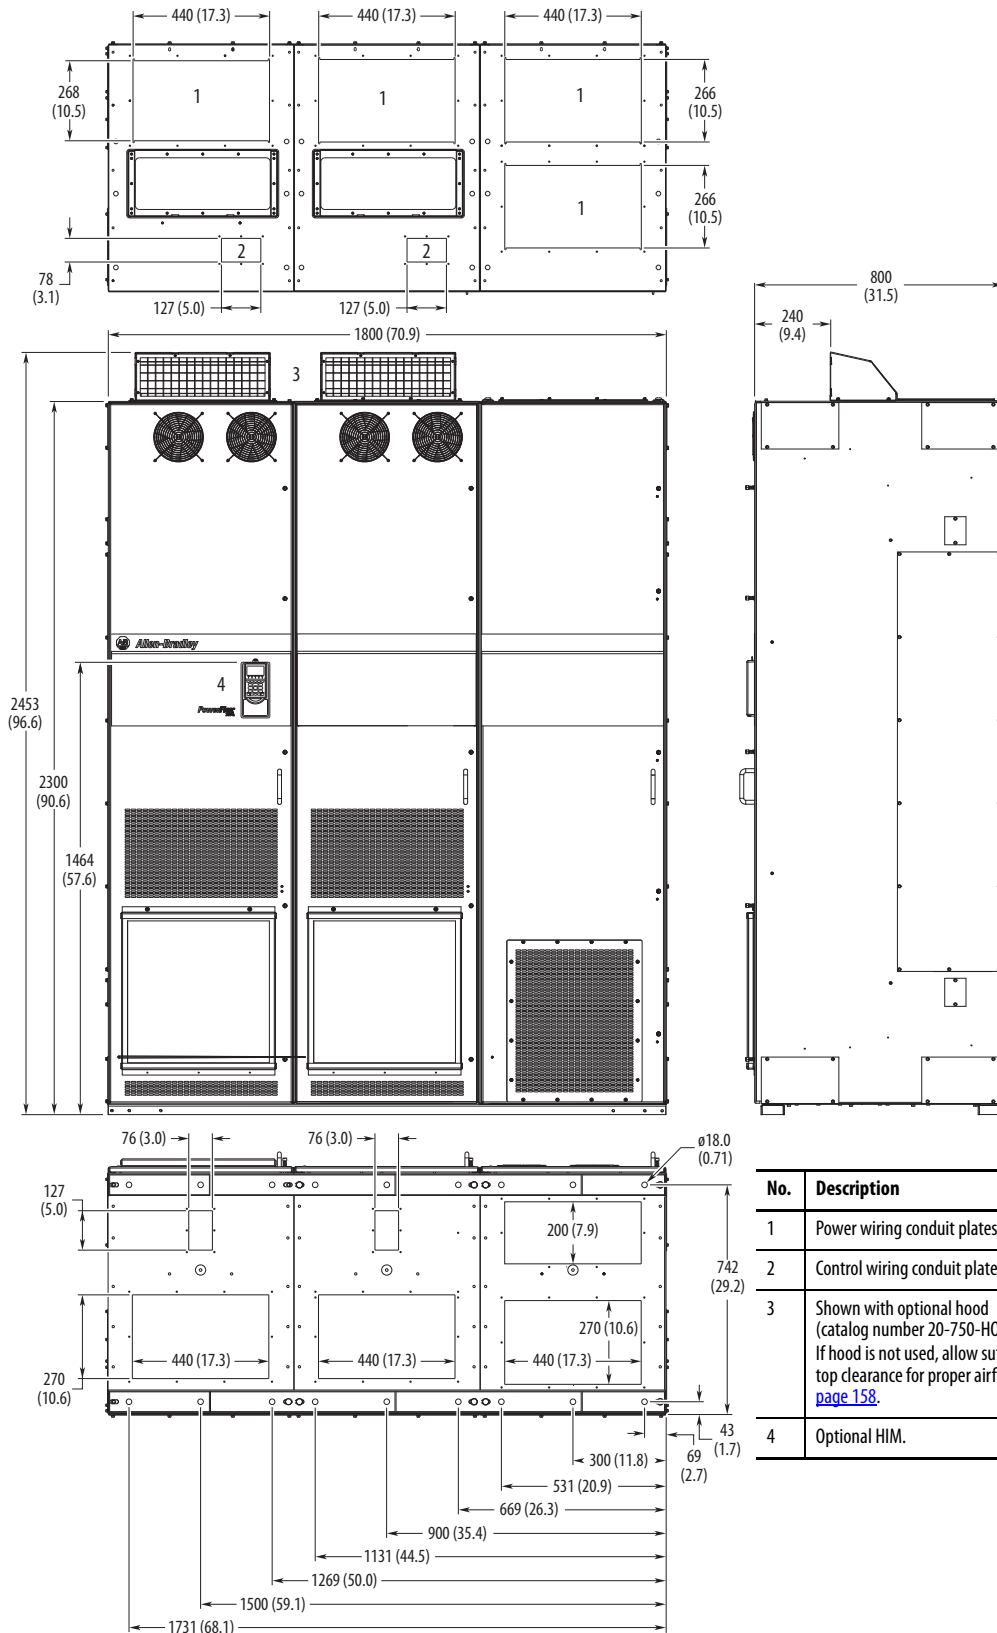 440 (17.3) 440 (17.3) 440 (17.3)
268
(10.5)
1 1 1
266
(10.5)
1
266
(10.5)
2 2
78
(3.1)
127 (5.0) 127 (5.0)
1800 (70.9)
800
(31.5)
240
(9.4)
3
Allen-Bradley
4
PowerFlex
2453
(96.6)
2300
(90.6)
1464
(57.6)
76 (3.0) 76 (3.0)
ø18.0
(0.71)
127
(5.0)
200 (7.9)
742
(29.2)
270 (10.6)
440 (17.3) 440 (17.3) 440 (17.3)
270
(10.6)
43
(1.7)
69
(2.7)
300 (11.8)
531 (20.9)
669 (26.3)
900 (35.4)
1131 (44.5)
1269 (50.0)
1500 (59.1)
1731 (68.1)
No. Description
1 Power wiring conduit plates
2 Control wiring conduit plate
3 Shown with optional hood
(catalog number 20-750-HO
If hood is not used, allow su
top clearance for proper airf
page 158.
4 Optional HIM.